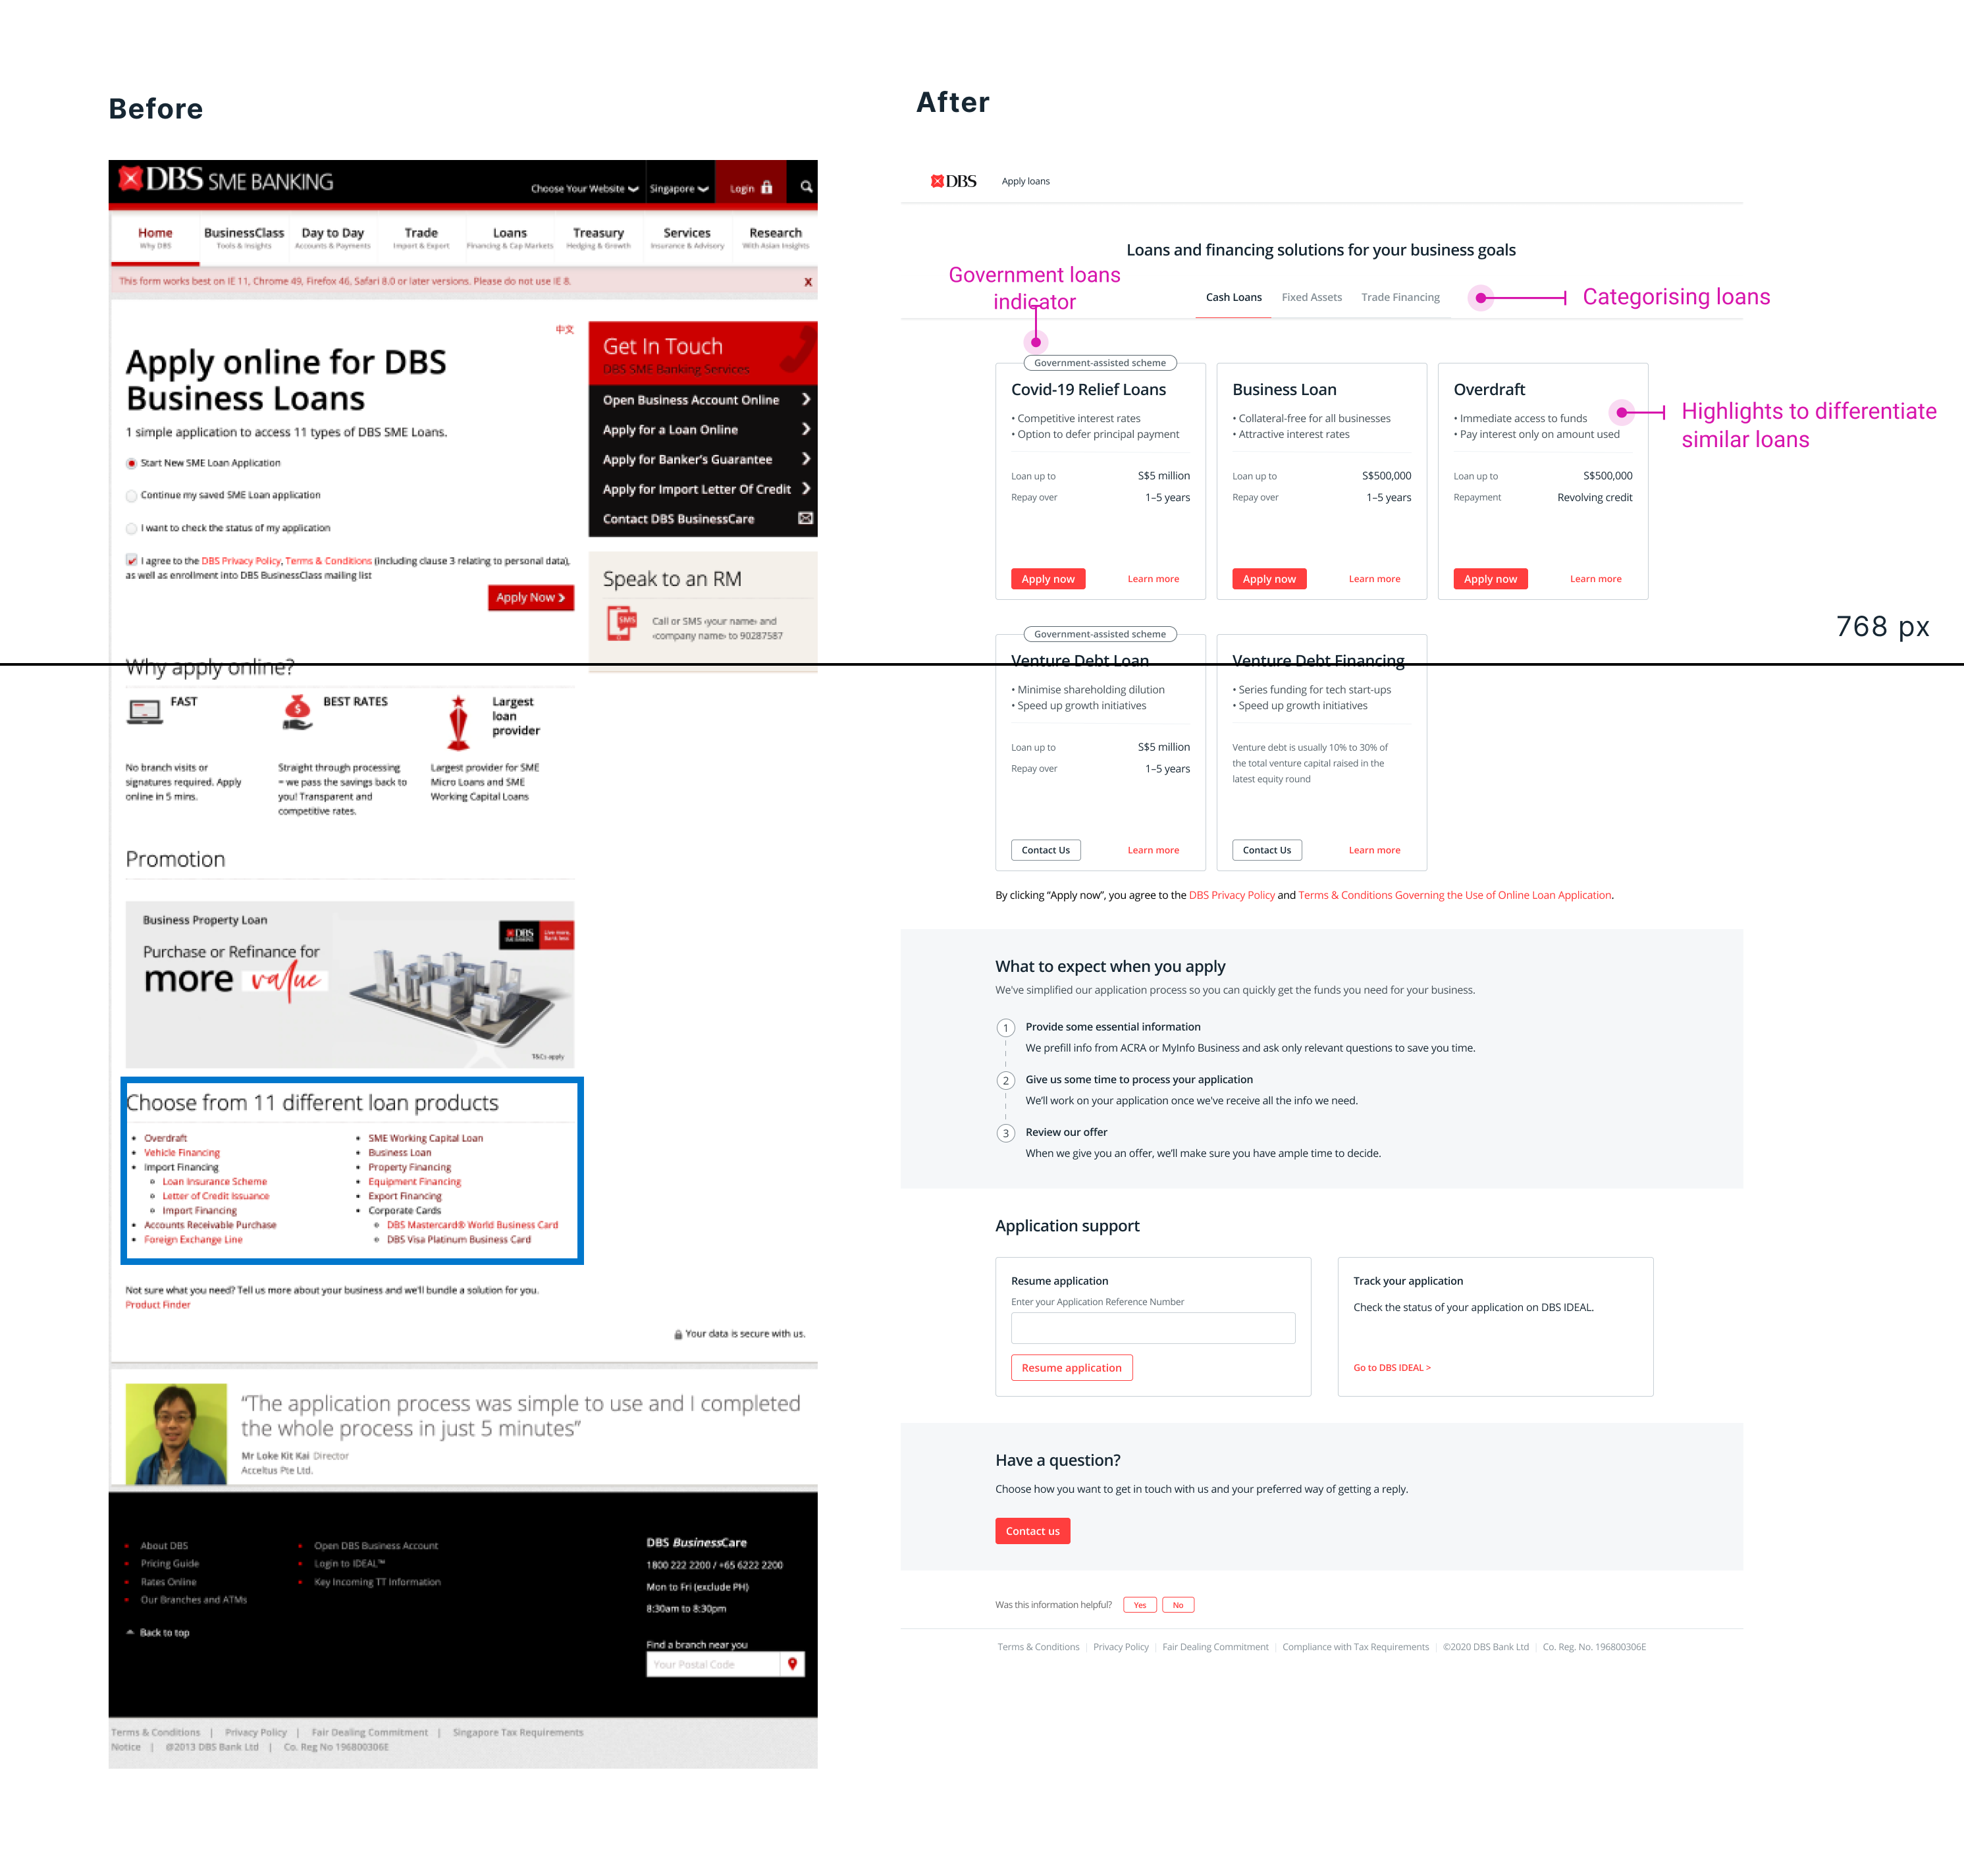 Before
DBS SME BANKING
Choose Your Website
Singapore
Login
Home
Why DBS
BusinessClass
Tools & Insights
Day to Day
Accounts & Payments
Trade
Import & Export
Loans
Financing & Cap Markets
Treasury
Hedging & Growth
Services
Insurance & Advisory
Research
With Asian Insights
This form works best on IE 11, Chrome 49, Firefox 46, Safari 8.0 or later versions. Please do not use IE 8.
X
中文
Apply online for DBS
Business Loans
1 simple application to access 11 types of DBS SME Loans.
Start New SME Loan Application
Continue my saved SME Loan application
I want to check the status of my application
I agree to the DBS Privacy Policy, Terms & Conditions (including clause 3 relating to personal data),
as well as enrollment into DBS BusinessClass mailing list
Apply Now
Get In Touch
DBS SME Banking Services
Open Business Account Online
Apply for a Loan Online
Apply for Banker's Guarantee
Apply for Import Letter Of Credit
Contact DBS BusinessCare
Speak to an RM
SMS
Call or SMS ‹your name› and
‹company name› to 90287587
Why apply online?
FAST
No branch visits or
signatures required. Apply
online in 5 mins.
BEST RATES
Straight through processing
– we pass the savings back to
you! Transparent and
competitive rates.
Largest
loan
provider
Largest provider for SME
Micro Loans and SME
Working Capital Loans
Promotion
Business Property Loan
Purchase or Refinance for
more value
DBS
SME BANKING
Live more,
Bank less
T&Cs apply
Choose from 11 different loan products
• Overdraft
• Vehicle Financing
• Import Financing
Loan Insurance Scheme
Letter of Credit Issuance
Import Financing
• Accounts Receivable Purchase
• Foreign Exchange Line
• SME Working Capital Loan
• Business Loan
• Property Financing
• Equipment Financing
• Export Financing
• Corporate Cards
DBS Mastercard® World Business Card
DBS Visa Platinum Business Card
Not sure what you need? Tell us more about your business and we'll bundle a solution for you.
Product Finder
Your data is secure with us.
“The application process was simple to use and I completed
the whole process in just 5 minutes”
Mr Loke Kit Kai Director
Acceltus Pte Ltd.
About DBS
Pricing Guide
Rates Online
Our Branches and ATMs
Back to top
Open DBS Business Account
Login to IDEAL™
Key Incoming TT Information
DBS BusinessCare
1800 222 2200 / +65 6222 2200
Mon to Fri (exclude PH)
8:30am to 8:30pm
Find a branch near you
Your Postal Code
Terms & Conditions | Privacy Policy | Fair Dealing Commitment | Singapore Tax Requirements
Notice | @2013 DBS Bank Ltd | Co. Reg No 196800306E
After
DBS
Apply loans
Loans and financing solutions for your business goals
Government loans
indicator
Cash Loans
Fixed Assets
Trade Financing
Categorising loans
Government-assisted scheme
Covid-19 Relief Loans
• Competitive interest rates
• Option to defer principal payment
Loan up to S$5 million
Repay over 1–5 years
Apply now
Learn more
Business Loan
• Collateral-free for all businesses
• Attractive interest rates
Loan up to S$500,000
Repay over 1–5 years
Apply now
Learn more
Overdraft
• Immediate access to funds
• Pay interest only on amount used
Loan up to S$500,000
Repayment Revolving credit
Apply now
Learn more
Highlights to differentiate
similar loans
768 px
Government-assisted scheme
Venture Debt Loan
• Minimise shareholding dilution
• Speed up growth initiatives
Loan up to S$5 million
Repay over 1–5 years
Contact Us
Learn more
Venture Debt Financing
• Series funding for tech start-ups
• Speed up growth initiatives
Venture debt is usually 10% to 30% of
the total venture capital raised in the
latest equity round
Contact Us
Learn more
By clicking “Apply now”, you agree to the DBS Privacy Policy and Terms & Conditions Governing the Use of Online Loan Application.
What to expect when you apply
We've simplified our application process so you can quickly get the funds you need for your business.
1 Provide some essential information
We prefill info from ACRA or MyInfo Business and ask only relevant questions to save you time.
2 Give us some time to process your application
We'll work on your application once we've receive all the info we need.
3 Review our offer
When we give you an offer, we'll make sure you have ample time to decide.
Application support
Resume application
Enter your Application Reference Number
Resume application
Track your application
Check the status of your application on DBS IDEAL.
Go to DBS IDEAL >
Have a question?
Choose how you want to get in touch with us and your preferred way of getting a reply.
Contact us
Was this information helpful? Yes No
Terms & Conditions | Privacy Policy | Fair Dealing Commitment | Compliance with Tax Requirements | ©2020 DBS Bank Ltd | Co. Reg. No. 196800306E